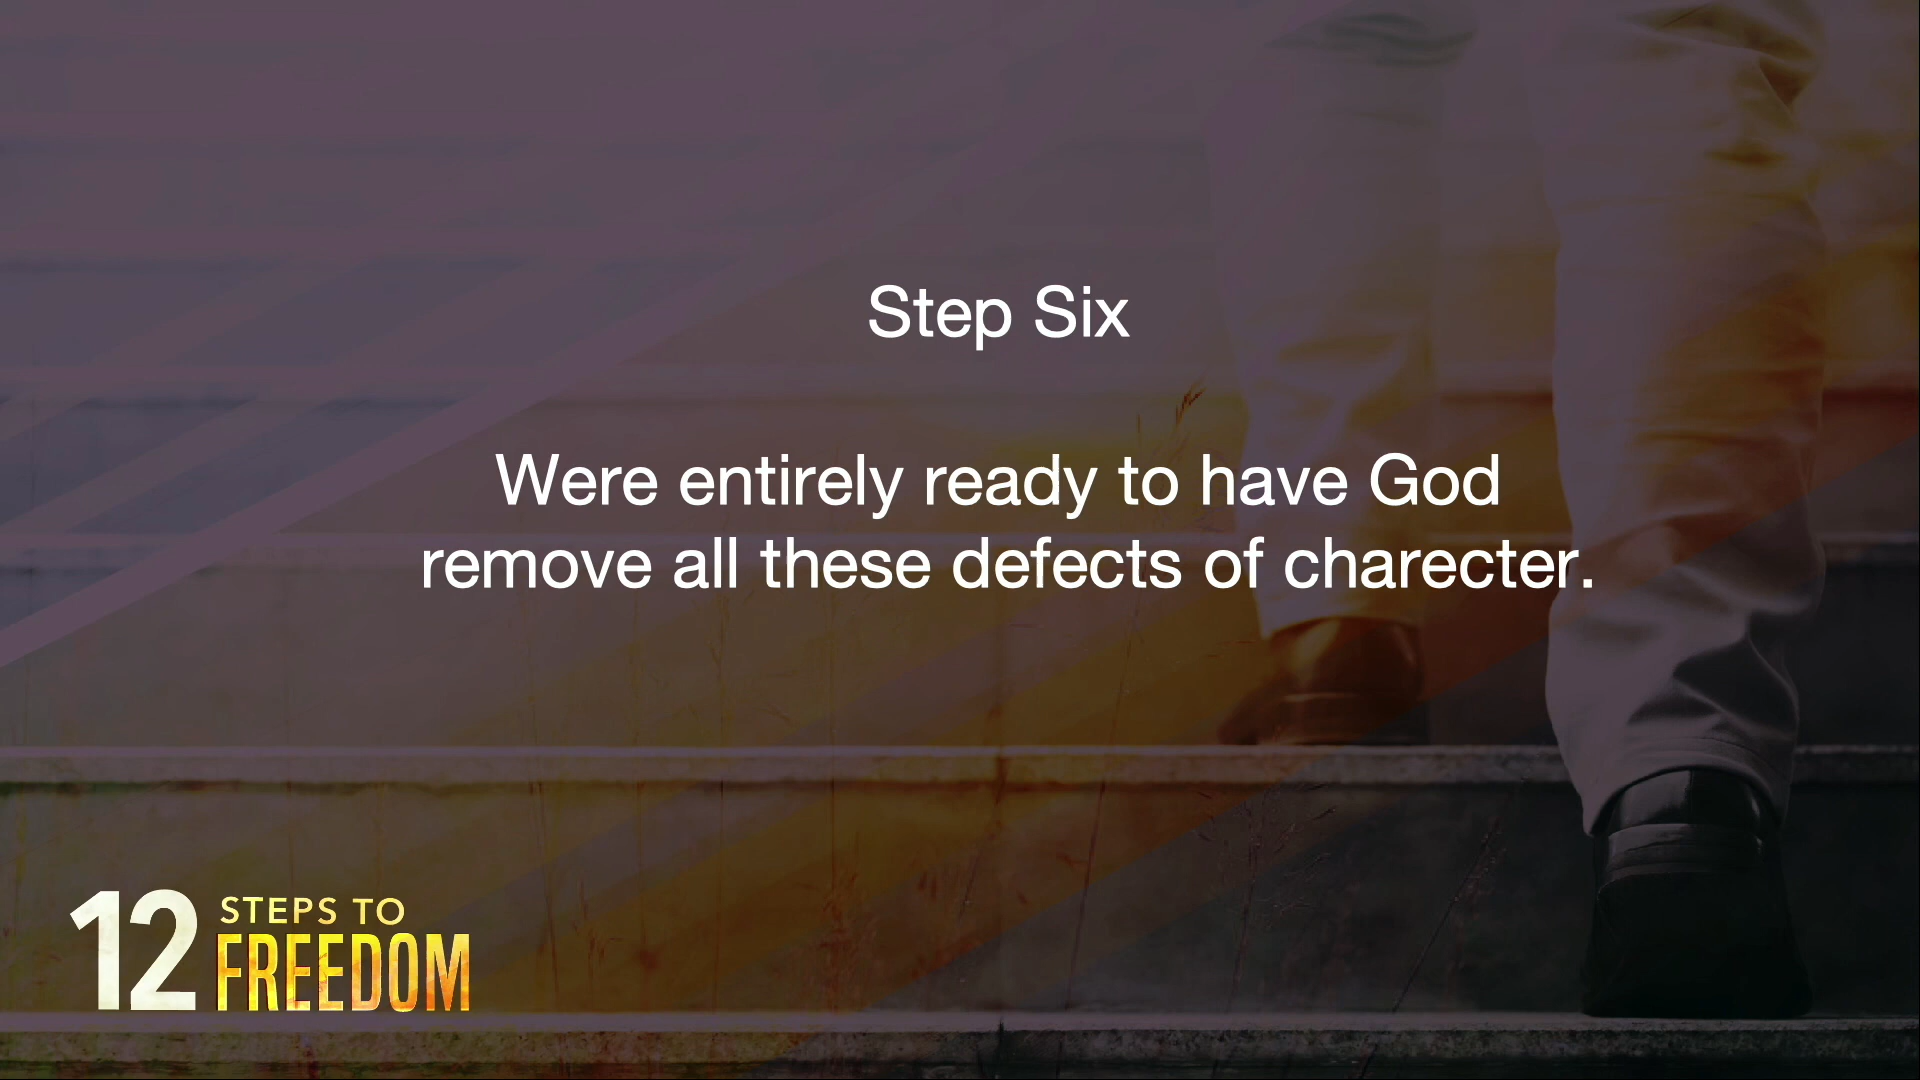 Step Six
Were entirely ready to have God
remove all these defects of charecter.
12 STEPS TO
FREEDOM